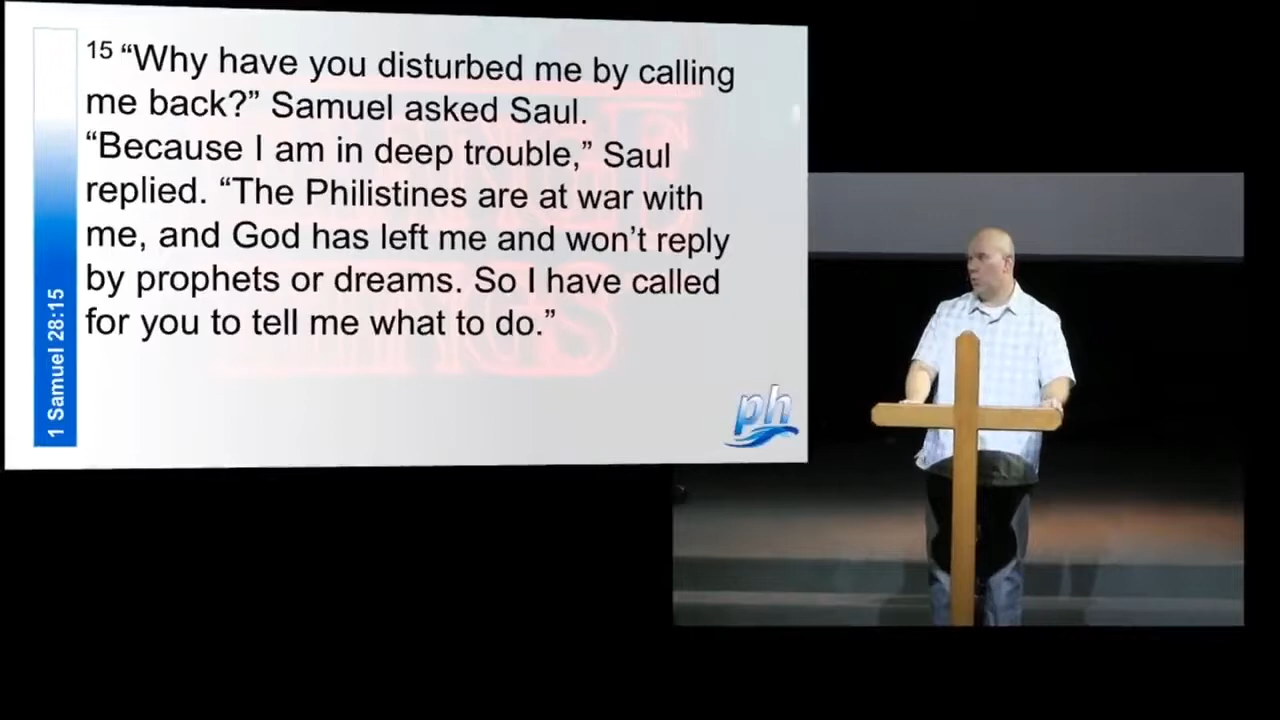 15 “Why have you disturbed me by calling
me back?” Samuel asked Saul.
“Because I am in deep trouble,” Saul
replied. “The Philistines are at war with
me, and God has left me and won’t reply
by prophets or dreams. So I have called
for you to tell me what to do.”
1 Samuel 28:15
ph